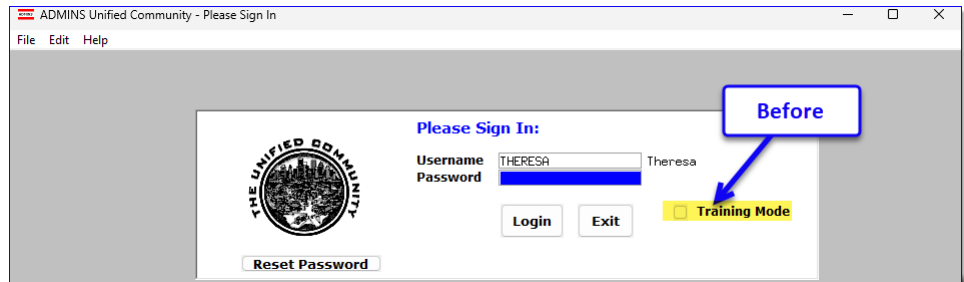 ADMINS Unified Community - Please Sign In
File Edit Help
Before
Please Sign In:
THE UNIFIED COMMUNITY
Username THERESA Theresa
Password
Login Exit Training Mode
Reset Password